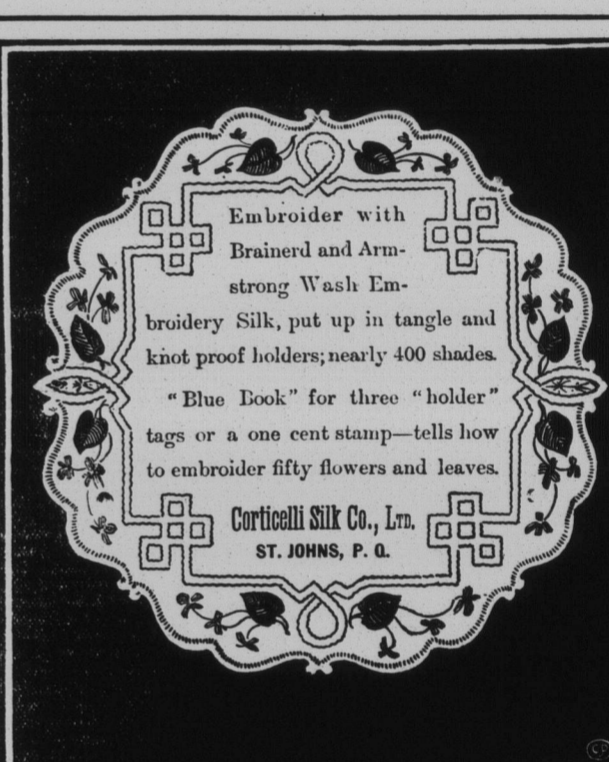 Embroider with
Brainerd and Arm-
strong Wash Em-
broidery Silk, put up in tangle and
knot proof holders; nearly 400 shades.
"Blue Book" for three "holder"
tags or a one cent stamp—tells how
to embroider fifty flowers and leaves.
Corticelli Silk Co., LTD.
ST. JOHNS, P. Q.